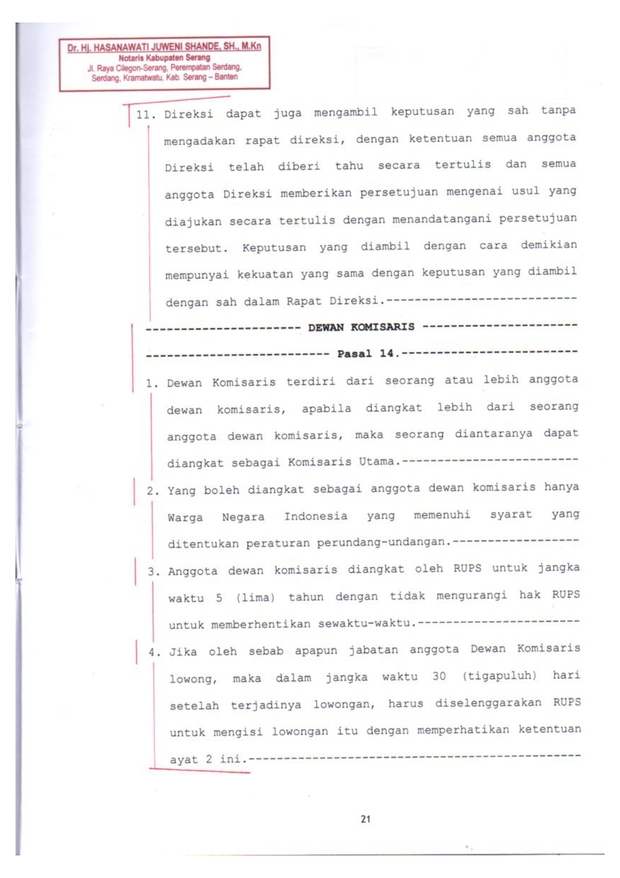 Dr. Hj. HASANAWATI JUWENI SHANDE, SH., M.Kn
Notaris Kabupaten Serang
Jl. Raya Cilegon-Serang, Perempatan Serdang,
Serdang, Kramatwatu, Kab. Serang – Banten
11. Direksi dapat juga mengambil keputusan yang sah tanpa
mengadakan rapat direksi, dengan ketentuan semua anggota
Direksi telah diberi tahu secara tertulis dan semua
anggota Direksi memberikan persetujuan mengenai usul yang
diajukan secara tertulis dengan menandatangani persetujuan
tersebut. Keputusan yang diambil dengan cara demikian
mempunyai kekuatan yang sama dengan keputusan yang diambil
dengan sah dalam Rapat Direksi.---------------------------
---------------------- DEWAN KOMISARIS ----------------------
-------------------------- Pasal 14.-------------------------
1. Dewan Komisaris terdiri dari seorang atau lebih anggota
dewan komisaris, apabila diangkat lebih dari seorang
anggota dewan komisaris, maka seorang diantaranya dapat
diangkat sebagai Komisaris Utama.-------------------------
2. Yang boleh diangkat sebagai anggota dewan komisaris hanya
Warga Negara Indonesia yang memenuhi syarat yang
ditentukan peraturan perundang-undangan.------------------
3. Anggota dewan komisaris diangkat oleh RUPS untuk jangka
waktu 5 (lima) tahun dengan tidak mengurangi hak RUPS
untuk memberhentikan sewaktu-waktu.-----------------------
4. Jika oleh sebab apapun jabatan anggota Dewan Komisaris
lowong, maka dalam jangka waktu 30 (tigapuluh) hari
setelah terjadinya lowongan, harus diselenggarakan RUPS
untuk mengisi lowongan itu dengan memperhatikan ketentuan
ayat 2 ini.-----------------------------------------------
21